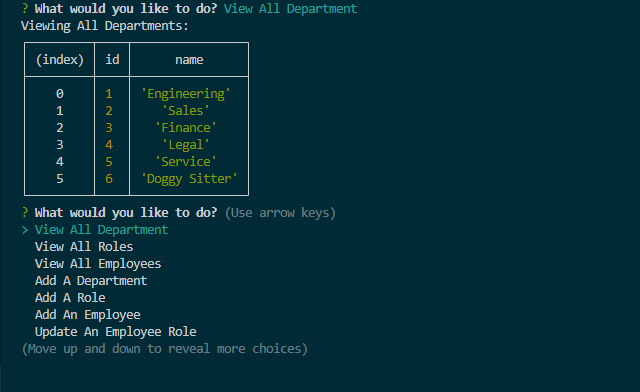 ? What would you like to do? View All Department
Viewing All Departments:
(index) id name
0 1 'Engineering'
1 2 'Sales'
2 3 'Finance'
3 4 'Legal'
4 5 'Service'
5 6 'Doggy Sitter'
? What would you like to do? (Use arrow keys)
> View All Department
View All Roles
View All Employees
Add A Department
Add A Role
Add An Employee
Update An Employee Role
(Move up and down to reveal more choices)